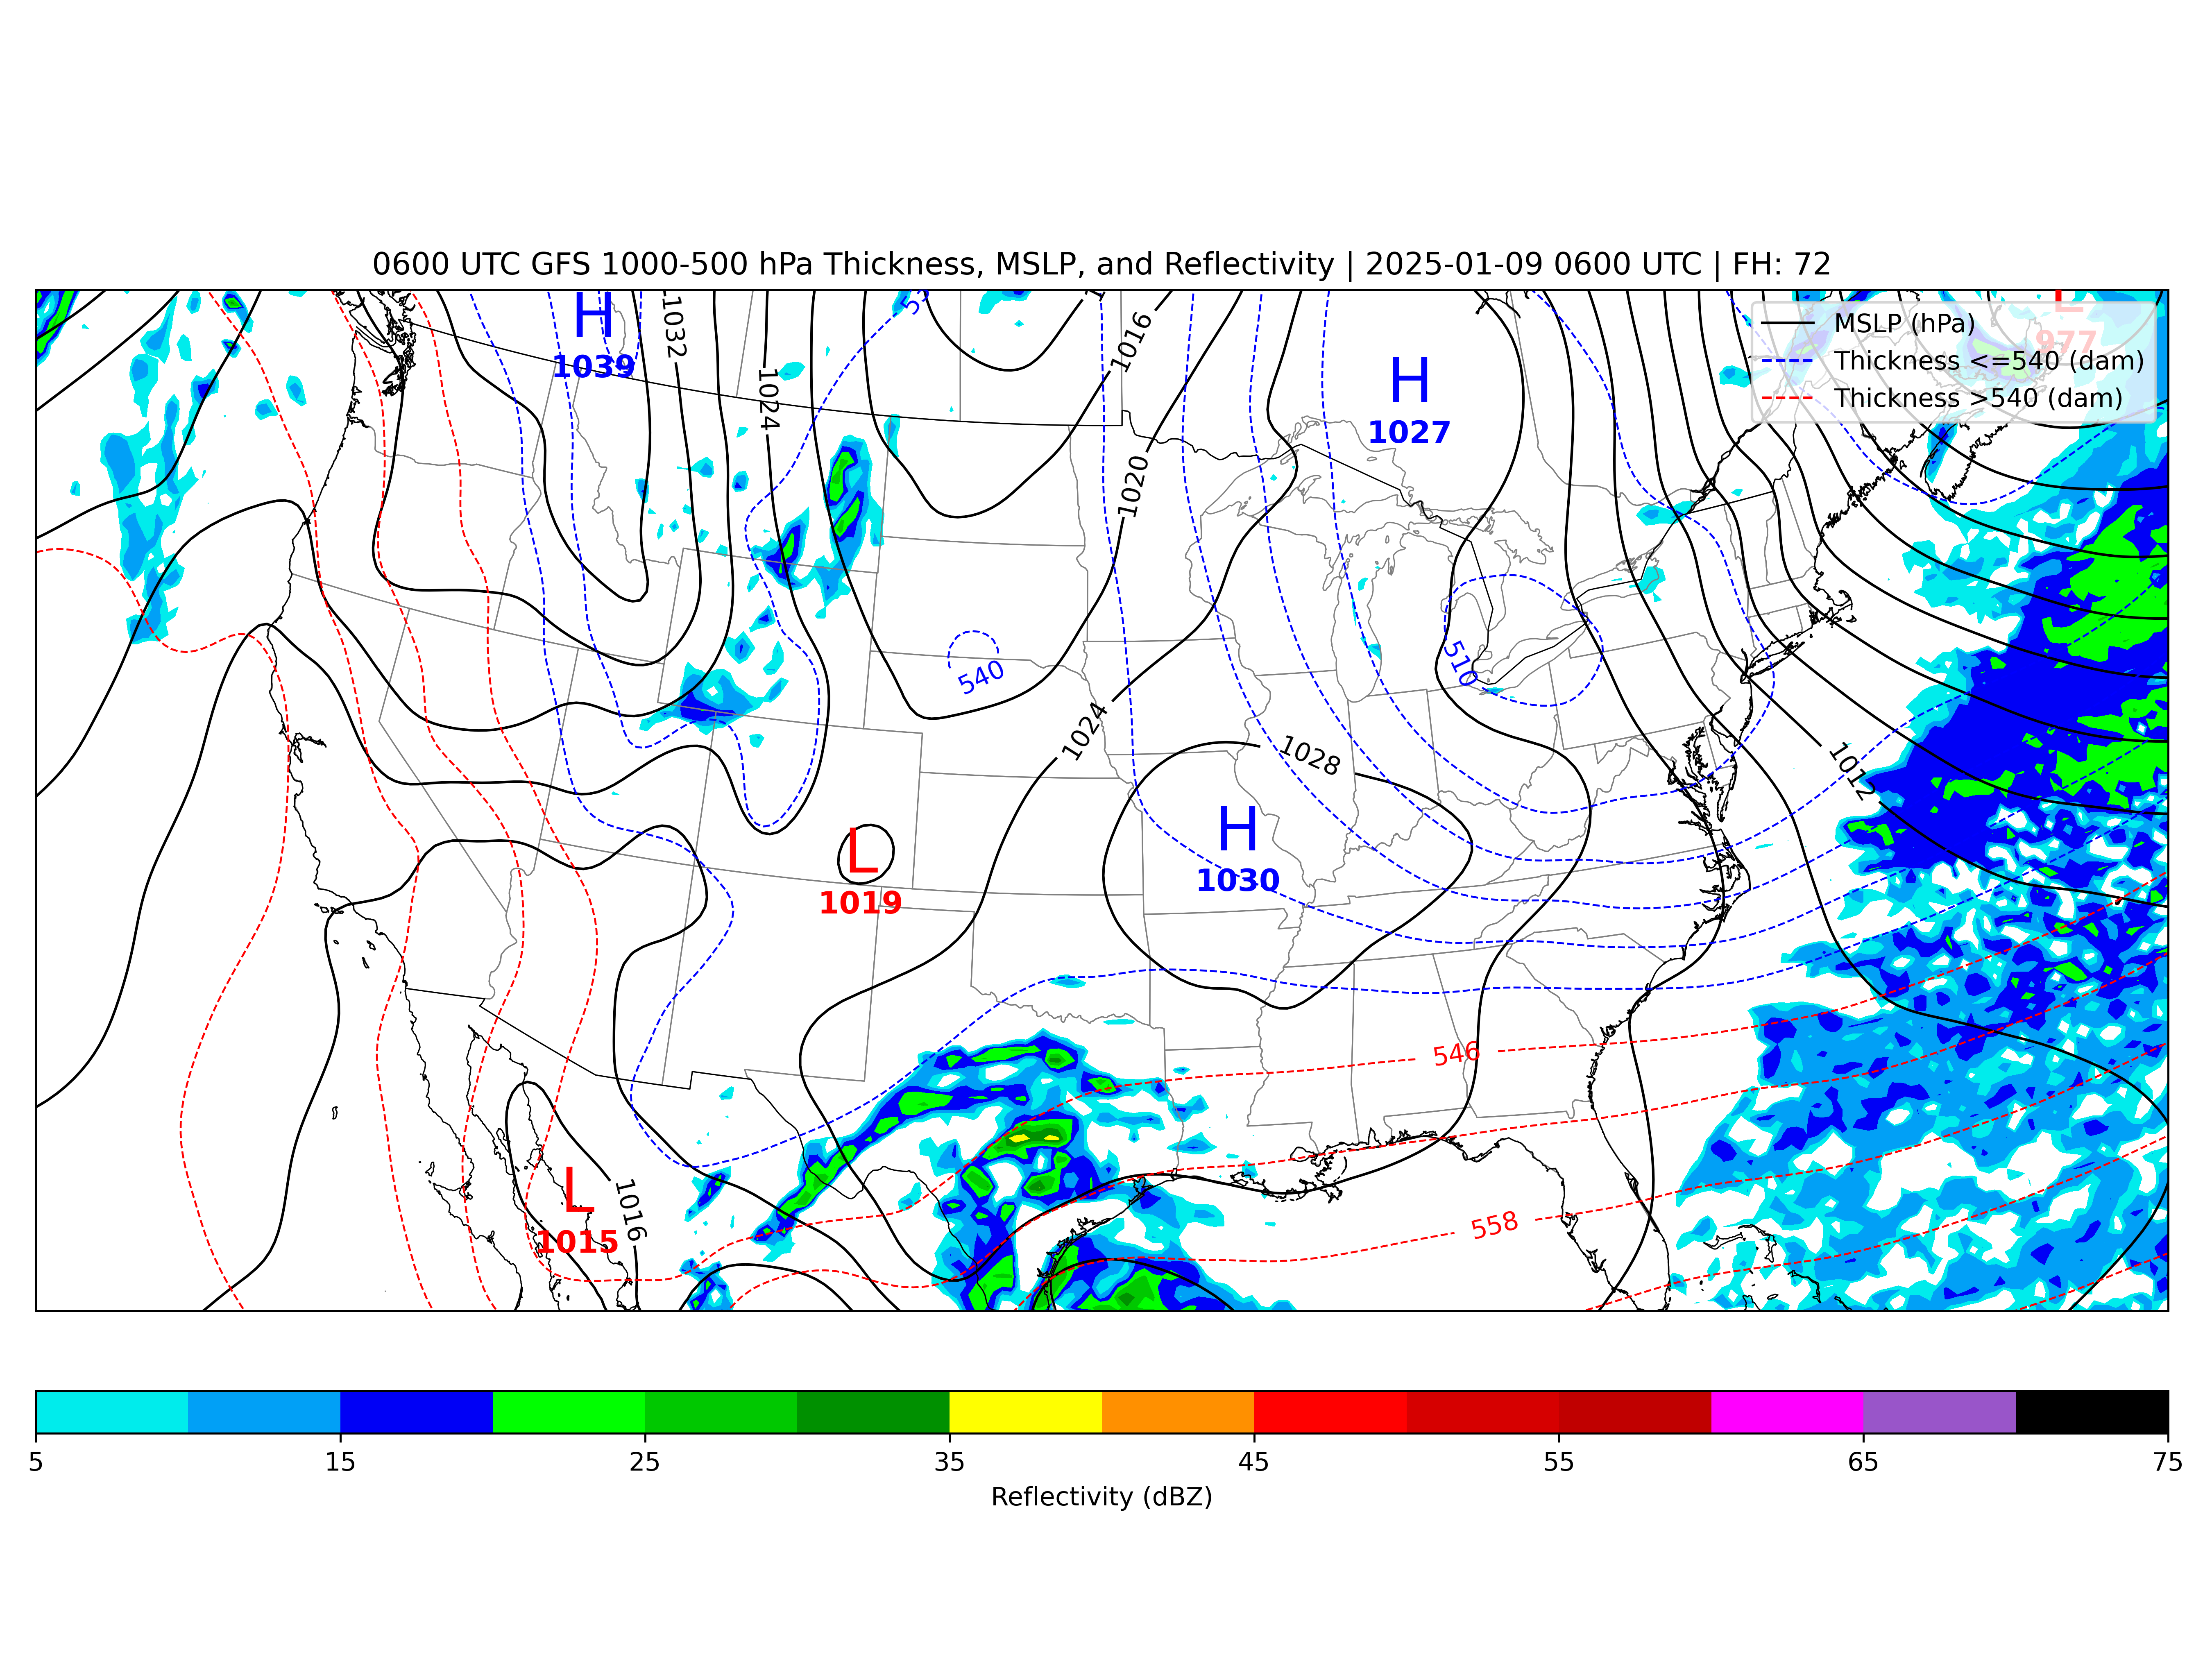 0600 UTC GFS 1000-500 hPa Thickness, MSLP, and Reflectivity | 2025-01-09 0600 UTC | FH: 72
H
1039
1032
1024
1016
H
1027
L
977
MSLP (hPa)
Thickness <=540 (dam)
Thickness >540 (dam)
1020
540
510
1024
1028
1012
L
1019
H
1030
546
558
L
1015
1016
5
15
25
35
45
55
65
75
Reflectivity (dBZ)